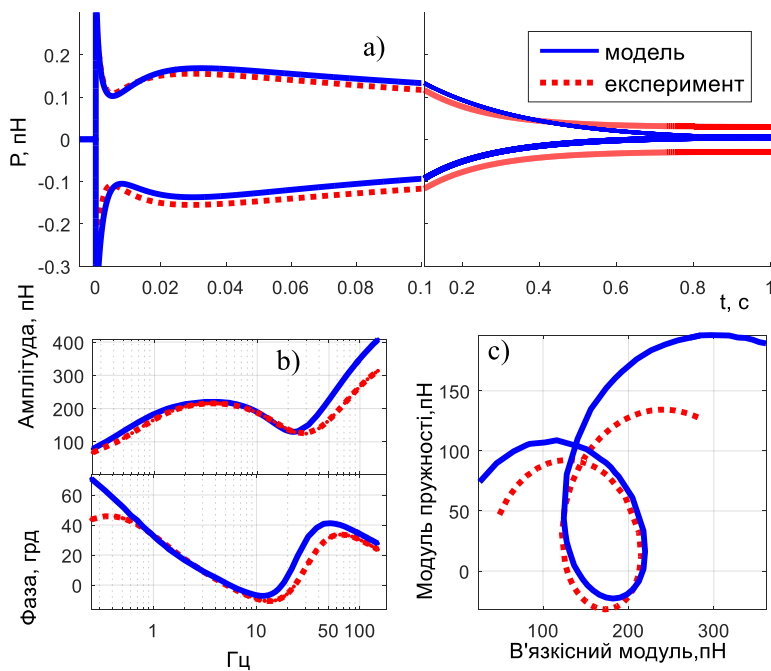 a)
модель
експеримент
P, пН
0.2
0.1
0
-0.1
-0.2
-0.3
0 0.02 0.04 0.06 0.08 0.1 0.2 0.4 0.6 0.8 1
t, с
b)
Амплітуда, пН
400
300
200
100
Фаза, грд
60
40
20
0
1 10 50 100
Гц
c)
Модуль пружності,пН
150
100
50
0
100 200 300
В'язкісний модуль,пН